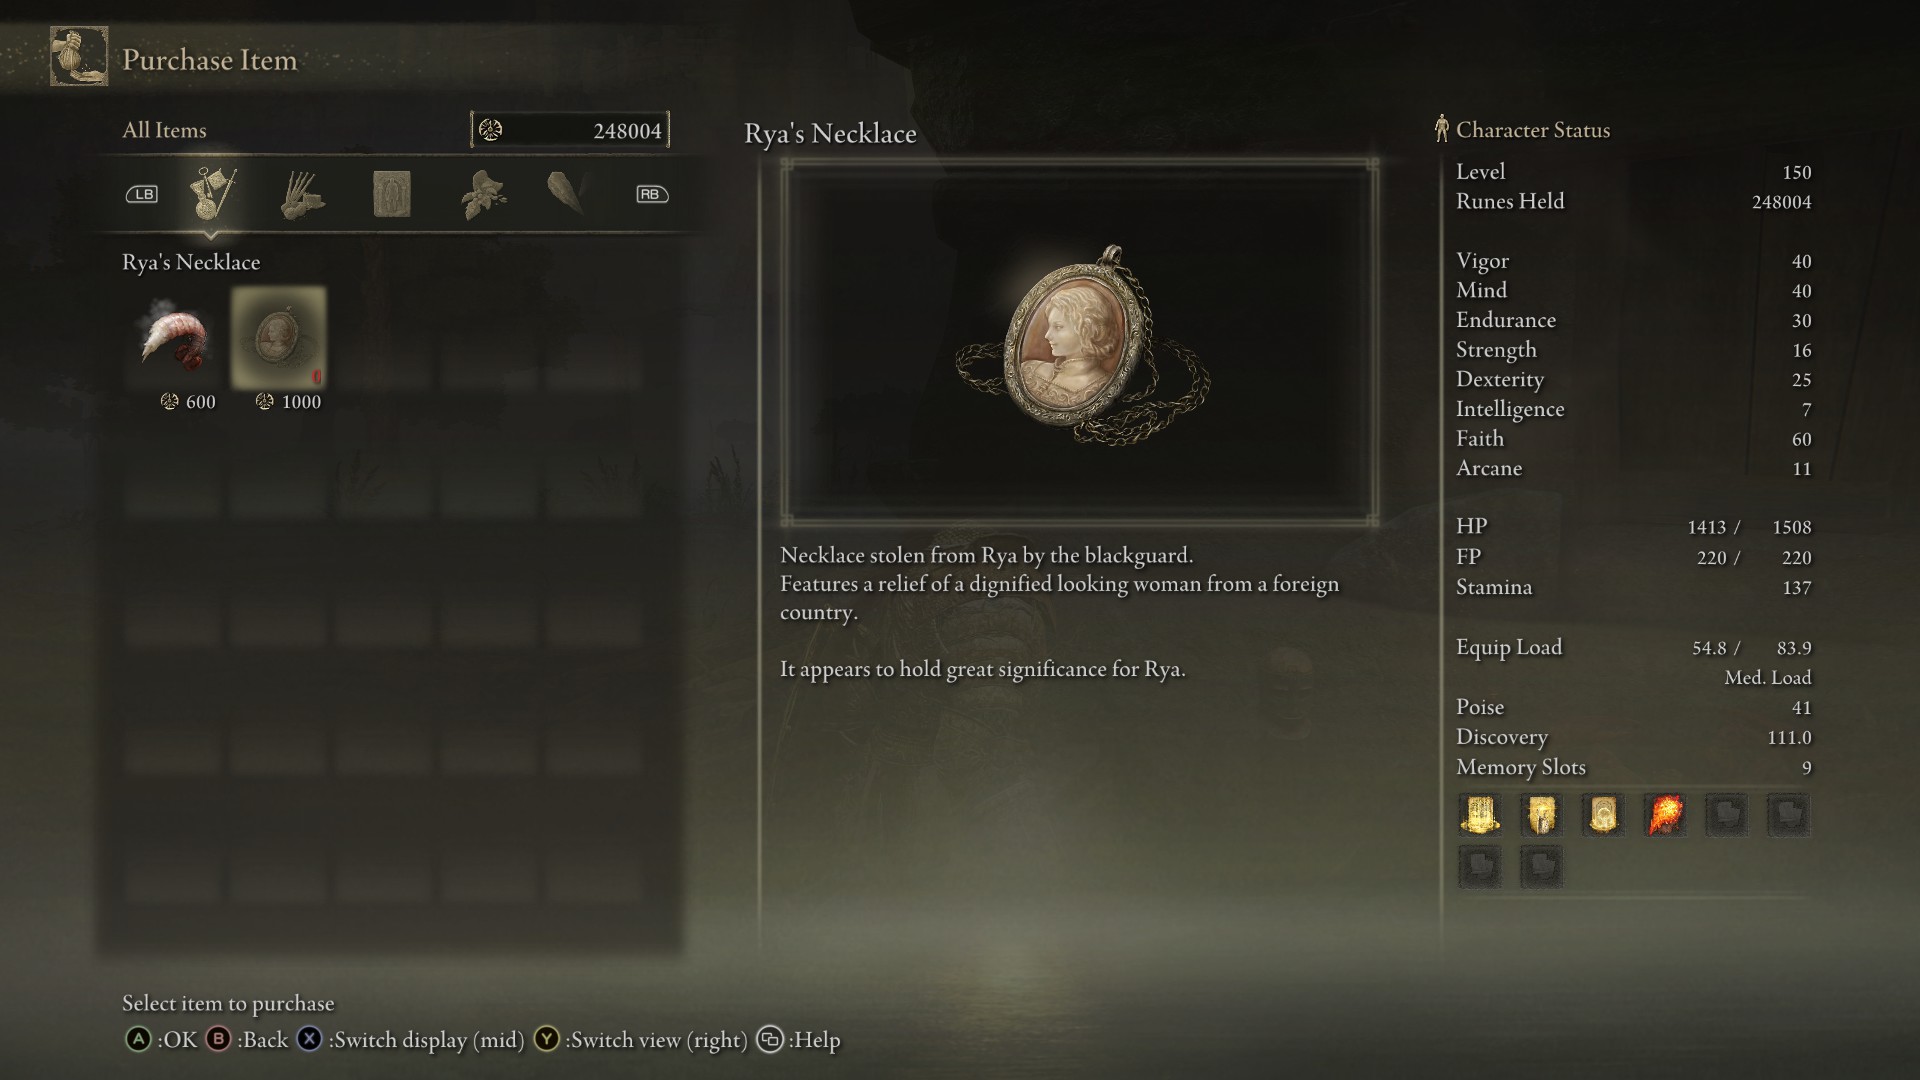 Purchase Item
All Items
248004
LB
RB
Rya's Necklace
0
600
1000
Rya's Necklace
Necklace stolen from Rya by the blackguard.
Features a relief of a dignified looking woman from a foreign
country.
It appears to hold great significance for Rya.
Character Status
Level 150
Runes Held 248004
Vigor 40
Mind 40
Endurance 30
Strength 16
Dexterity 25
Intelligence 7
Faith 60
Arcane 11
HP 1413 / 1508
FP 220 / 220
Stamina 137
Equip Load 54.8 / 83.9
Med. Load
Poise 41
Discovery 111.0
Memory Slots 9
Select item to purchase
A :OK B :Back X :Switch display (mid) Y :Switch view (right) :Help